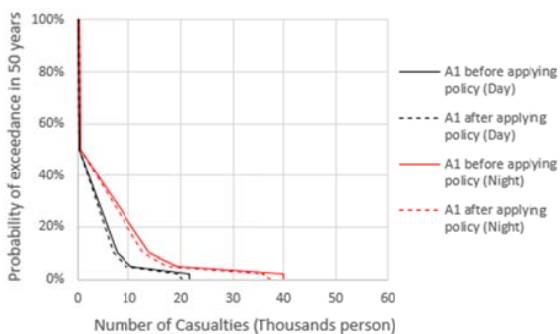 Probability of exceedance in 50 years
100%
80%
60%
40%
20%
0%
0 10 20 30 40 50 60
Number of Casualties (Thousands person)
A1 before applying
policy (Day)
A1 after applying
policy (Day)
A1 before applying
policy (Night)
A1 after applying
policy (Night)